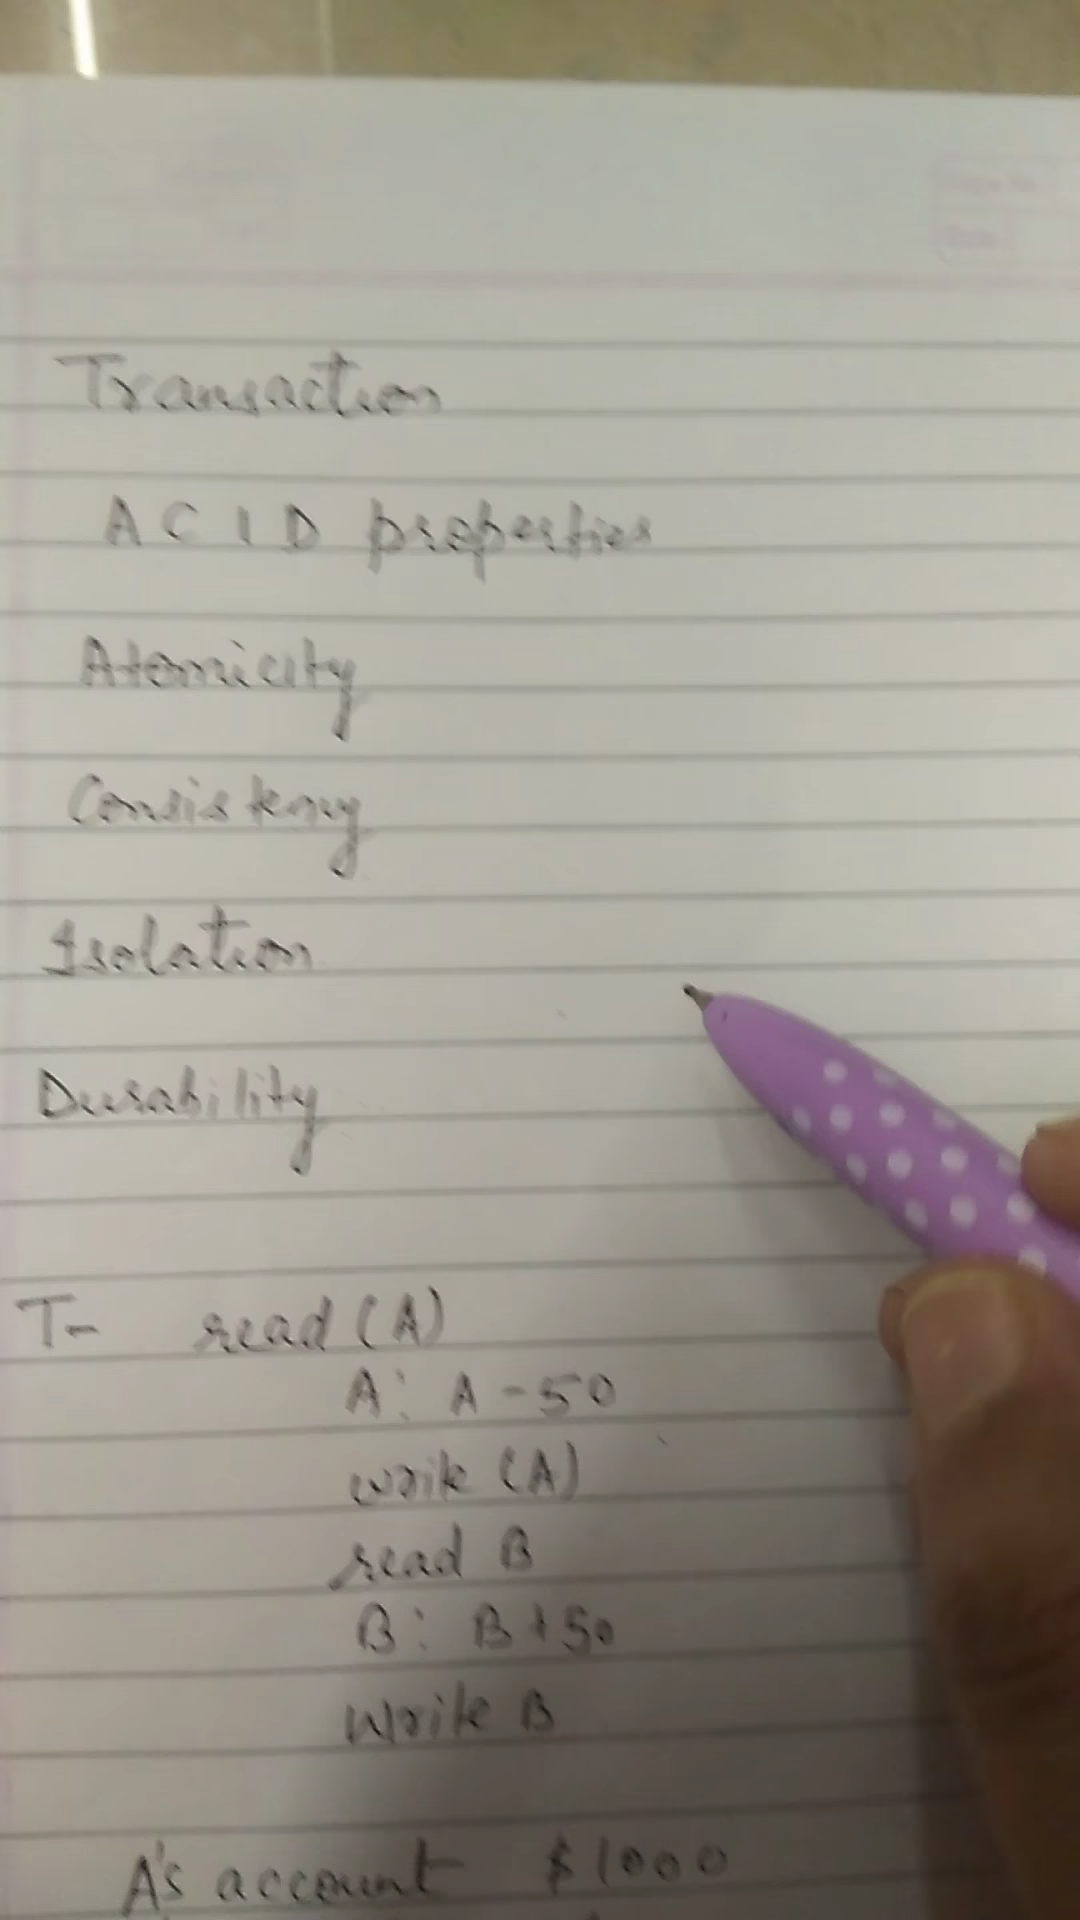 Transaction
ACID properties
Atomicity
Consistency
Isolation
Durability
T- read (A)
A: A - 50
write (A)
read B
B: B + 50
Write B
A's account $1000